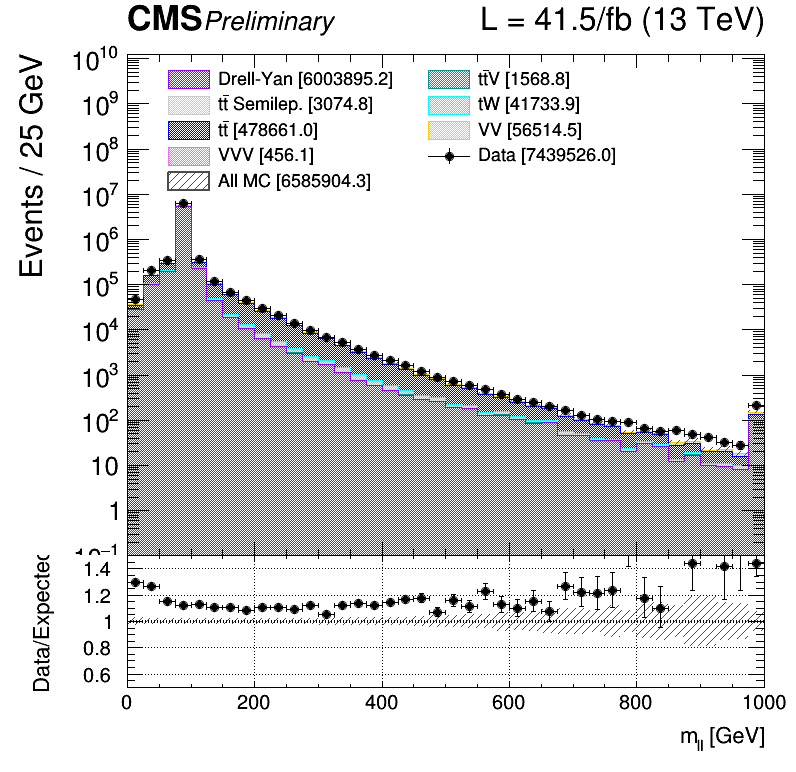 CMS Preliminary L = 41.5/fb (13 TeV)
Events / 25 GeV
10^10
10^9
10^8
10^7
10^6
10^5
10^4
10^3
10^2
10
1
10^−1
Drell-Yan [6003895.2]
tt̄ Semilep. [3074.8]
tt̄ [478661.0]
VVV [456.1]
All MC [6585904.3]
tt̄V [1568.8]
tW [41733.9]
VV [56514.5]
Data [7439526.0]
Data/Expected
1.4
1.2
1
0.8
0.6
0 200 400 600 800 1000
m_ll [GeV]